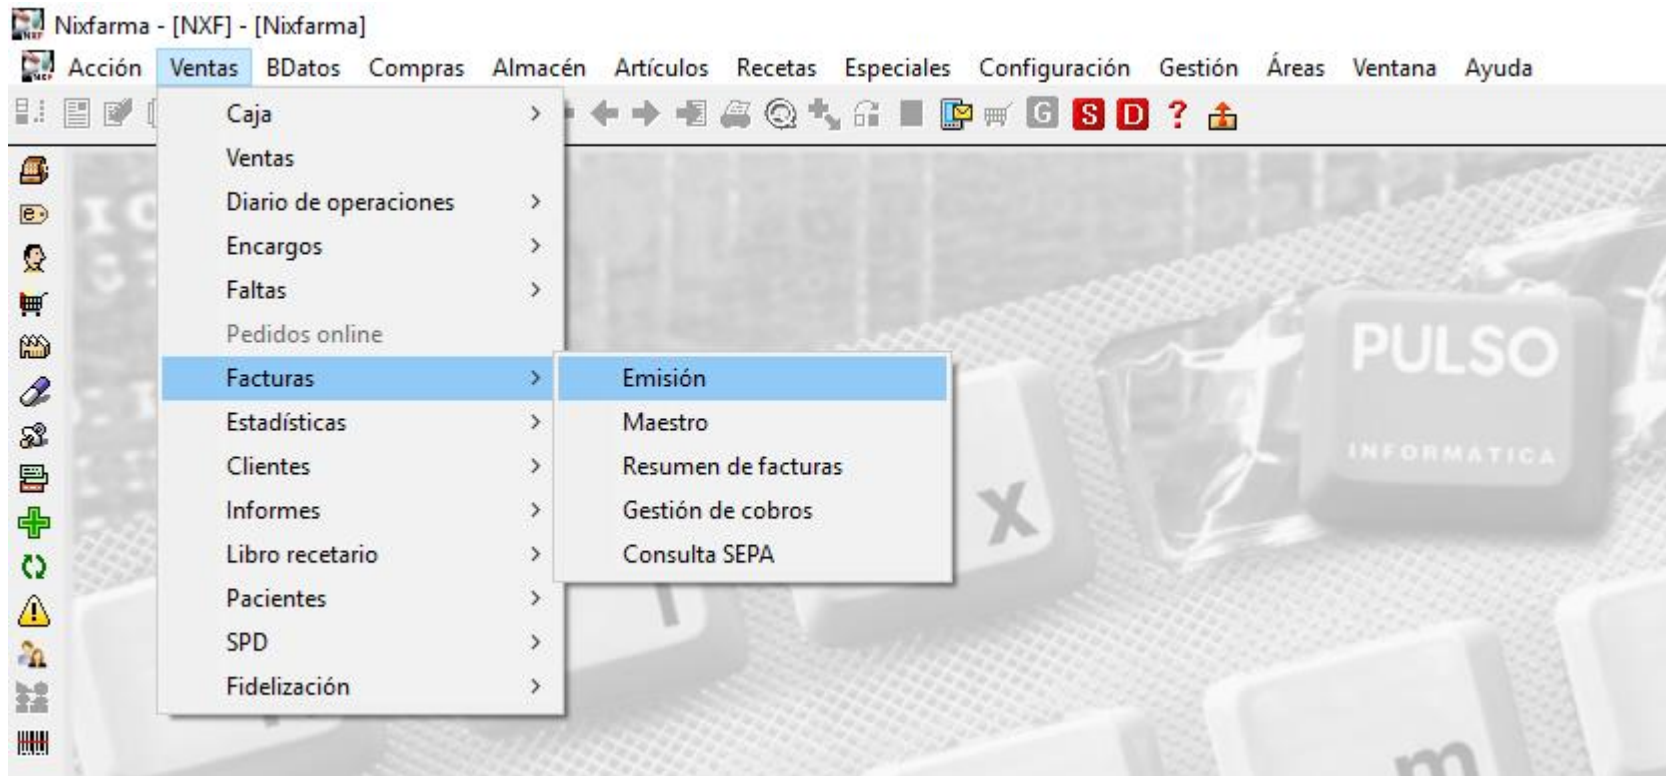 Nixfarma - [NXF] - [Nixfarma]
Acción Ventas BDatos Compras Almacén Artículos Recetas Especiales Configuración Gestión Áreas Ventana Ayuda
G S D ?
Caja
Ventas
Diario de operaciones
Encargos
Faltas
Pedidos online
Facturas
Estadísticas
Clientes
Informes
Libro recetario
Pacientes
SPD
Fidelización
Emisión
Maestro
Resumen de facturas
Gestión de cobros
Consulta SEPA
PULSO
INFORMÁTICA
x
m